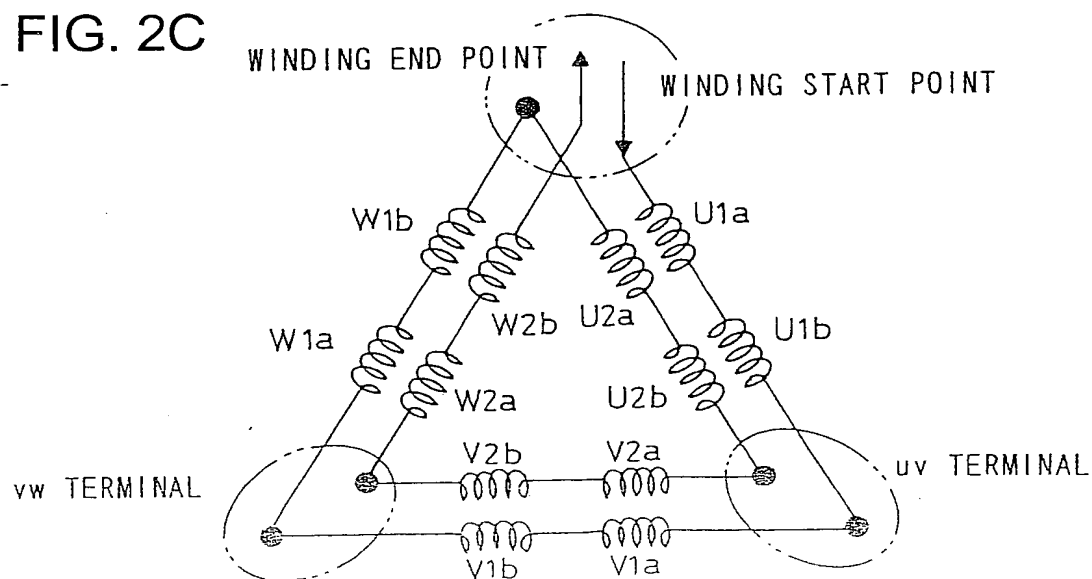 FIG. 2C
WINDING END POINT
WINDING START POINT
W1b
U1a
W2b
U2a
W1a
U1b
W2a
U2b
V2b
V2a
vw TERMINAL
uv TERMINAL
V1b
V1a